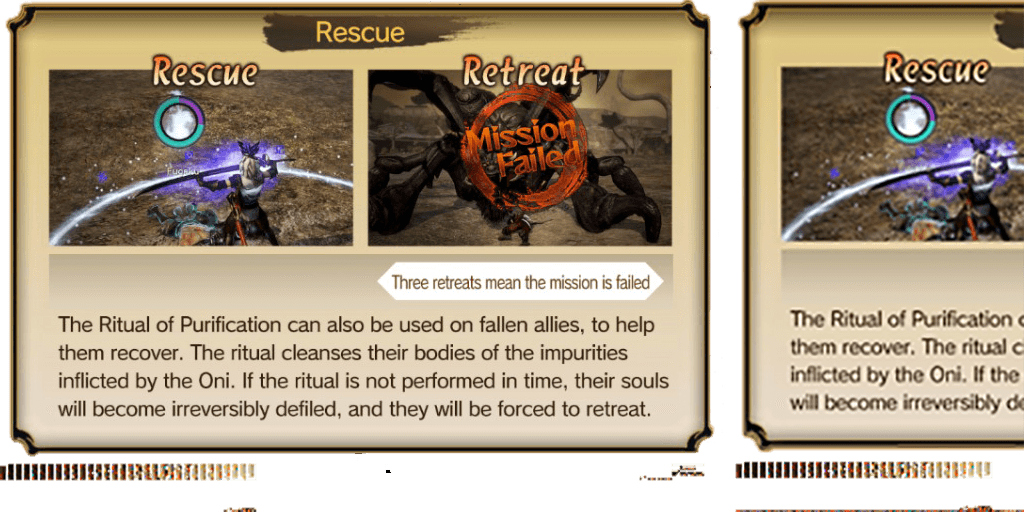 Rescue
Rescue
Retreat
Mission
Failed
Three retreats mean the mission is failed
The Ritual of Purification can also be used on fallen allies, to help
them recover. The ritual cleanses their bodies of the impurities
inflicted by the Oni. If the ritual is not performed in time, their souls
will become irreversibly defiled, and they will be forced to retreat.
Rescue
The Ritual of Purification
them recover. The ritual
inflicted by the Oni. If the
will become irreversibly